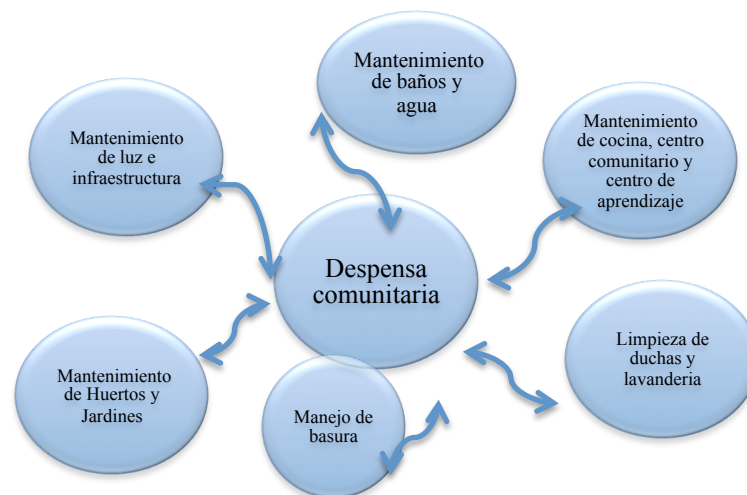 Mantenimiento
de baños y
agua
Mantenimiento
de luz e
infraestructura
Mantenimiento
de cocina, centro
comunitario y
centro de
aprendizaje
Despensa
comunitaria
Limpieza de
duchas y
lavanderia
Mantenimiento
de Huertos y
Jardines
Manejo de
basura